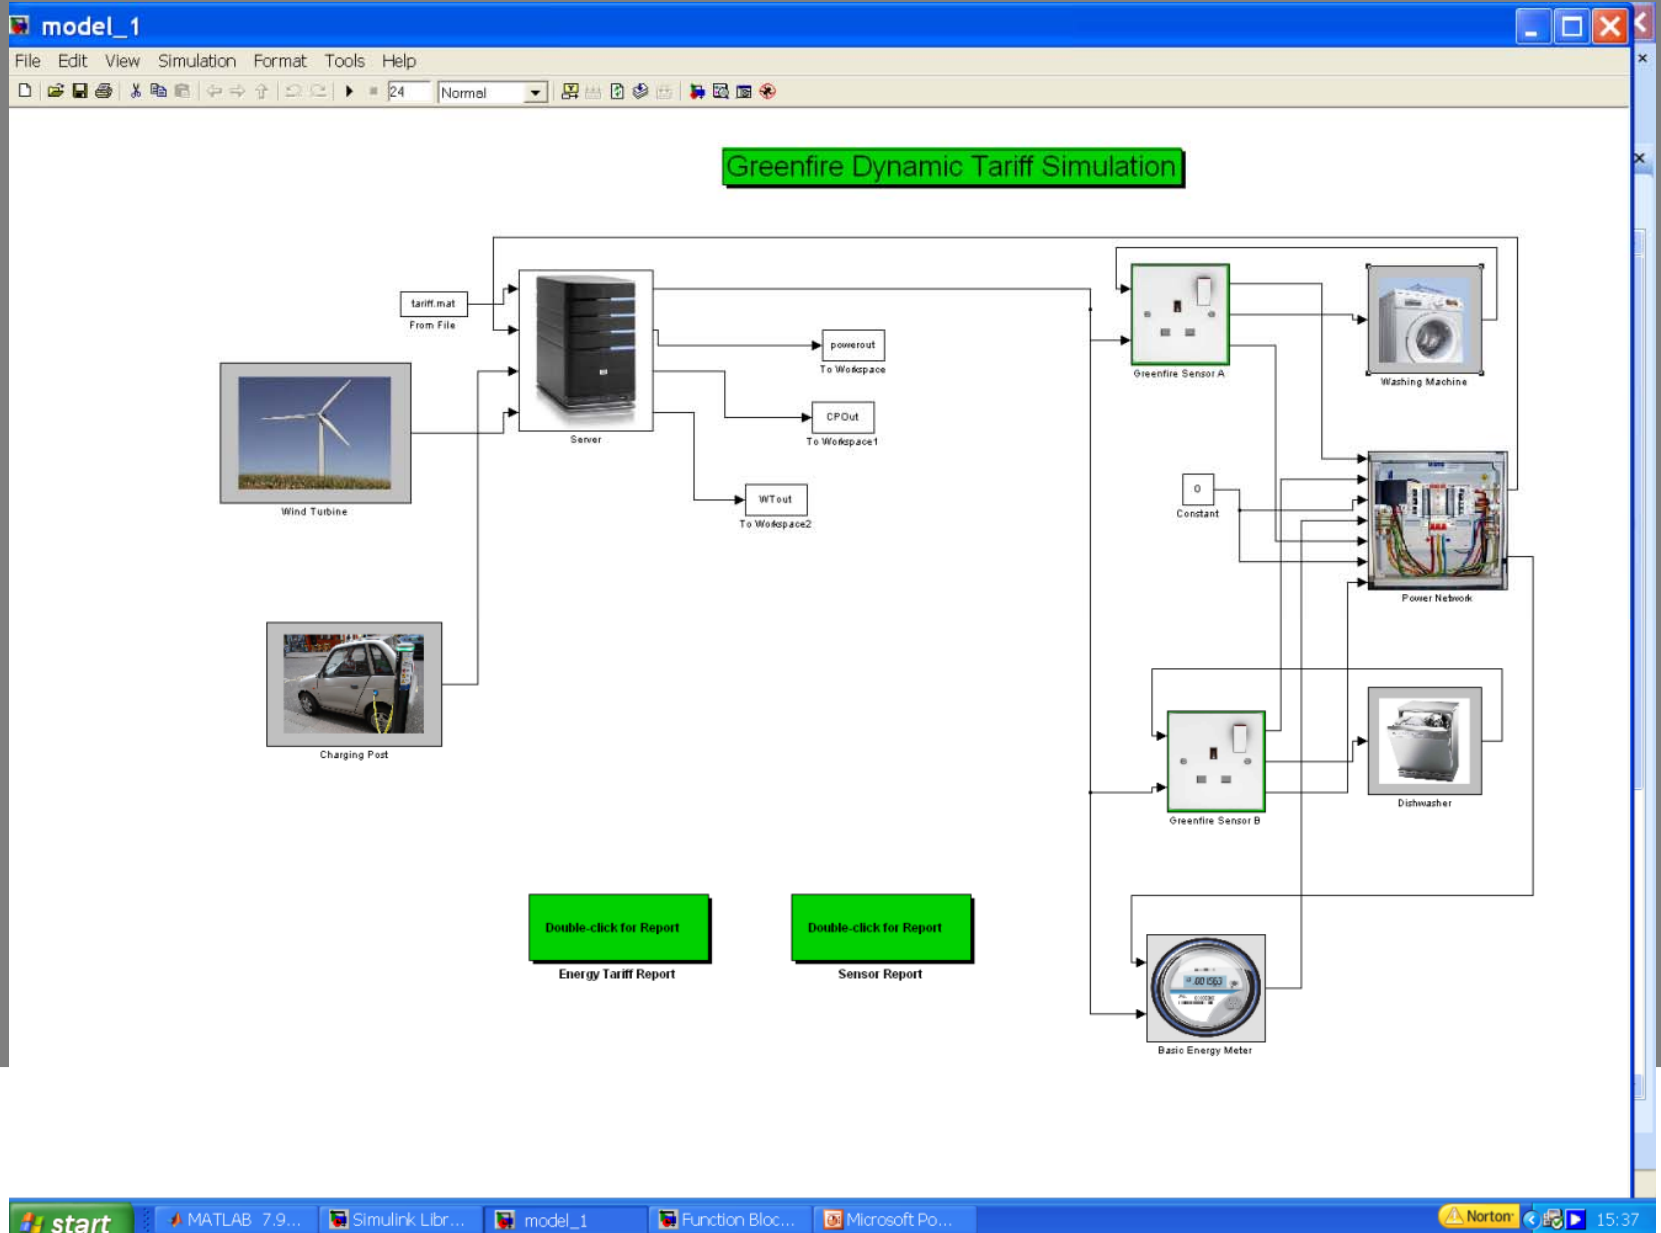 model_1
File Edit View Simulation Format Tools Help
24 Normal
Greenfire Dynamic Tariff Simulation
tariff.mat
From File
Server
powerout
To Workspace
CPOut
To Workspace1
WTout
To Workspace2
Wind Turbine
Charging Post
Greenfire Sensor A
Washing Machine
0
Constant
Power Network
Greenfire Sensor B
Dishwasher
Double-click for Report
Energy Tariff Report
Double-click for Report
Sensor Report
Basic Energy Meter
start
MATLAB 7.9...
Simulink Libr...
model_1
Function Bloc...
Microsoft Po...
Norton
15:37